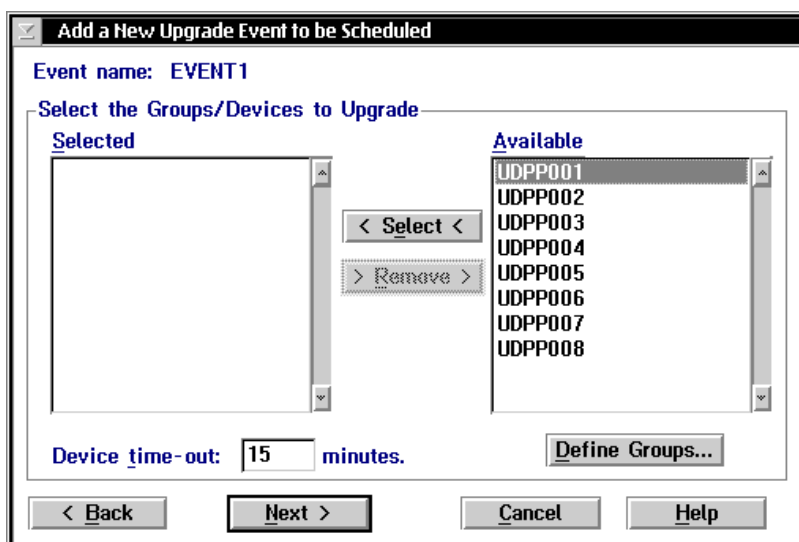 Add a New Upgrade Event to be Scheduled
Event name: EVENT1
Select the Groups/Devices to Upgrade
Selected
Available
UDPP001
UDPP002
UDPP003
UDPP004
UDPP005
UDPP006
UDPP007
UDPP008
< Select <
> Remove >
Device time-out: 15 minutes.
Define Groups...
< Back
Next >
Cancel
Help